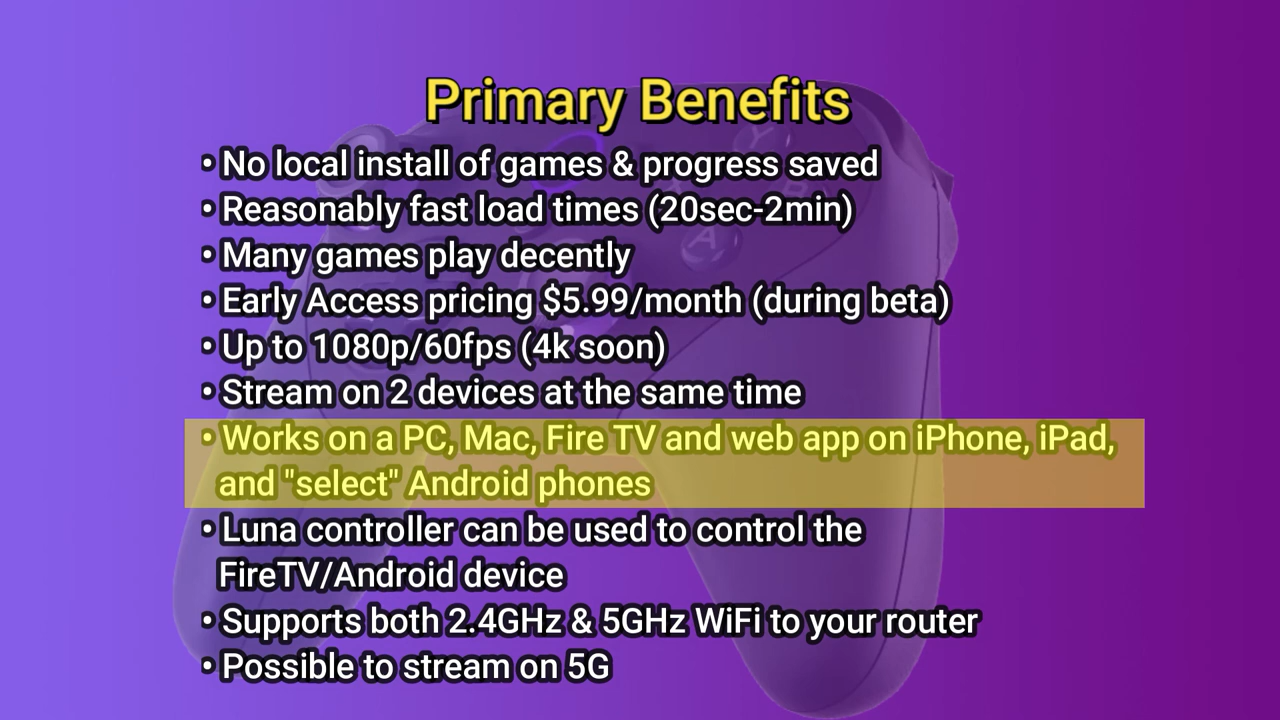 Primary Benefits
• No local install of games & progress saved
• Reasonably fast load times (20sec-2min)
• Many games play decently
• Early Access pricing $5.99/month (during beta)
• Up to 1080p/60fps (4k soon)
• Stream on 2 devices at the same time
• Works on a PC, Mac, Fire TV and web app on iPhone, iPad,
and "select" Android phones
• Luna controller can be used to control the
FireTV/Android device
• Supports both 2.4GHz & 5GHz WiFi to your router
• Possible to stream on 5G
Y
B
A